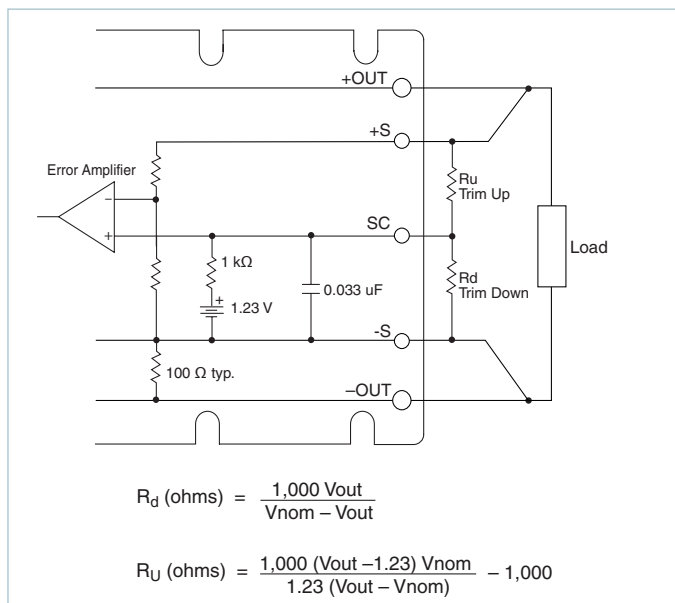 +OUT
+S
Error Amplifier
Ru
Trim Up
−
+
SC
Load
1 kΩ
+
1.23 V
0.033 uF
Rd
Trim Down
-S
100 Ω typ.
–OUT
Rd (ohms) = 1,000 Vout / Vnom – Vout
RU (ohms) = 1,000 (Vout –1.23) Vnom / 1.23 (Vout – Vnom) – 1,000